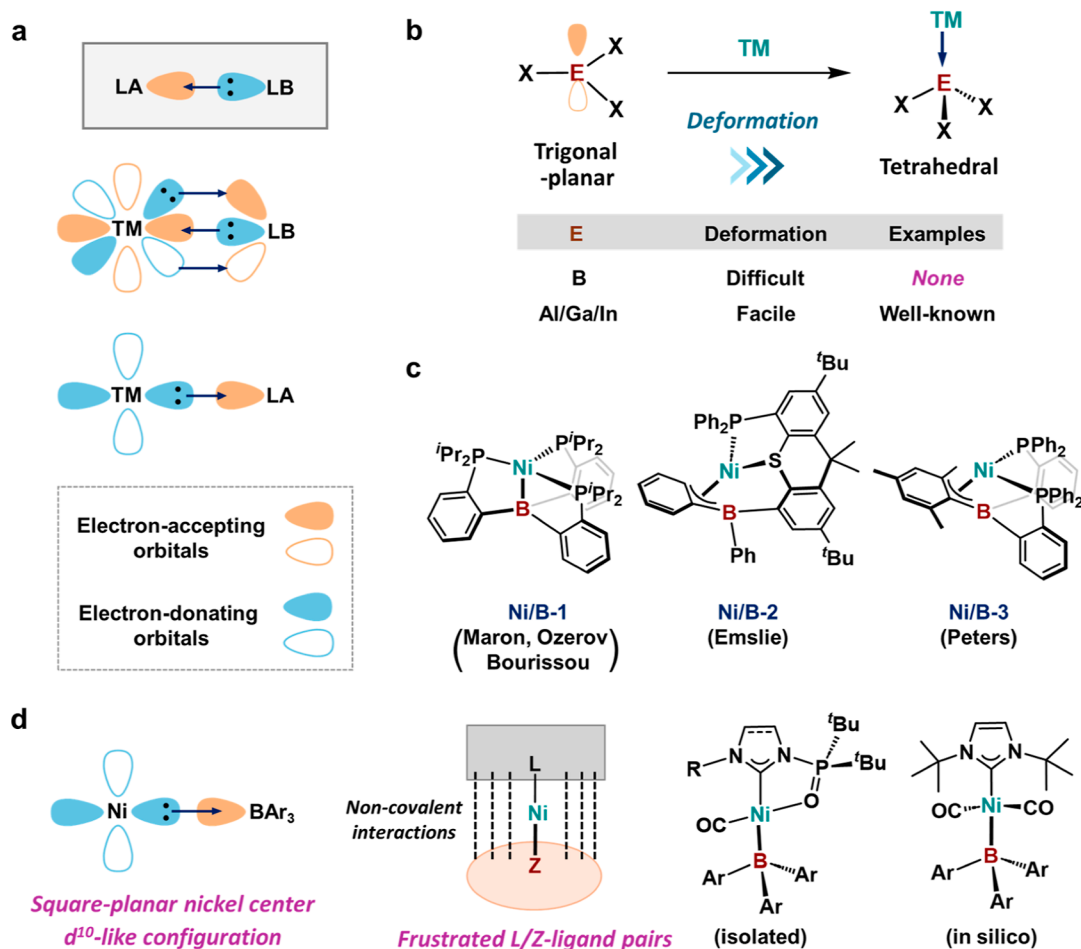 a
LA
LB
TM
LB
TM
LA
Electron-accepting
orbitals
Electron-donating
orbitals
b
E
X
X
X
Trigonal
-planar
TM
Deformation
TM
E
X
X
X
Tetrahedral
E Deformation Examples
B Difficult None
Al/Ga/In Facile Well-known
c
ⁱPr₂P
Ni
PⁱPr₂
PⁱPr₂
B
Ni/B-1
(Maron, Ozerov
Bourissou)
ᵗBu
Ph₂P
Ni
S
B
Ph
ᵗBu
Ni/B-2
(Emslie)
PPh₂
Ni
PPh₂
B
Ni/B-3
(Peters)
d
Ni
BAr₃
Square-planar nickel center
d¹⁰-like configuration
L
Non-covalent
interactions
Ni
Z
Frustrated L/Z-ligand pairs
ᵗBu
R
N
N
P
ᵗBu
O
OC
Ni
B
Ar
Ar
Ar
(isolated)
N
N
OC
Ni
CO
B
Ar
Ar
Ar
(in silico)